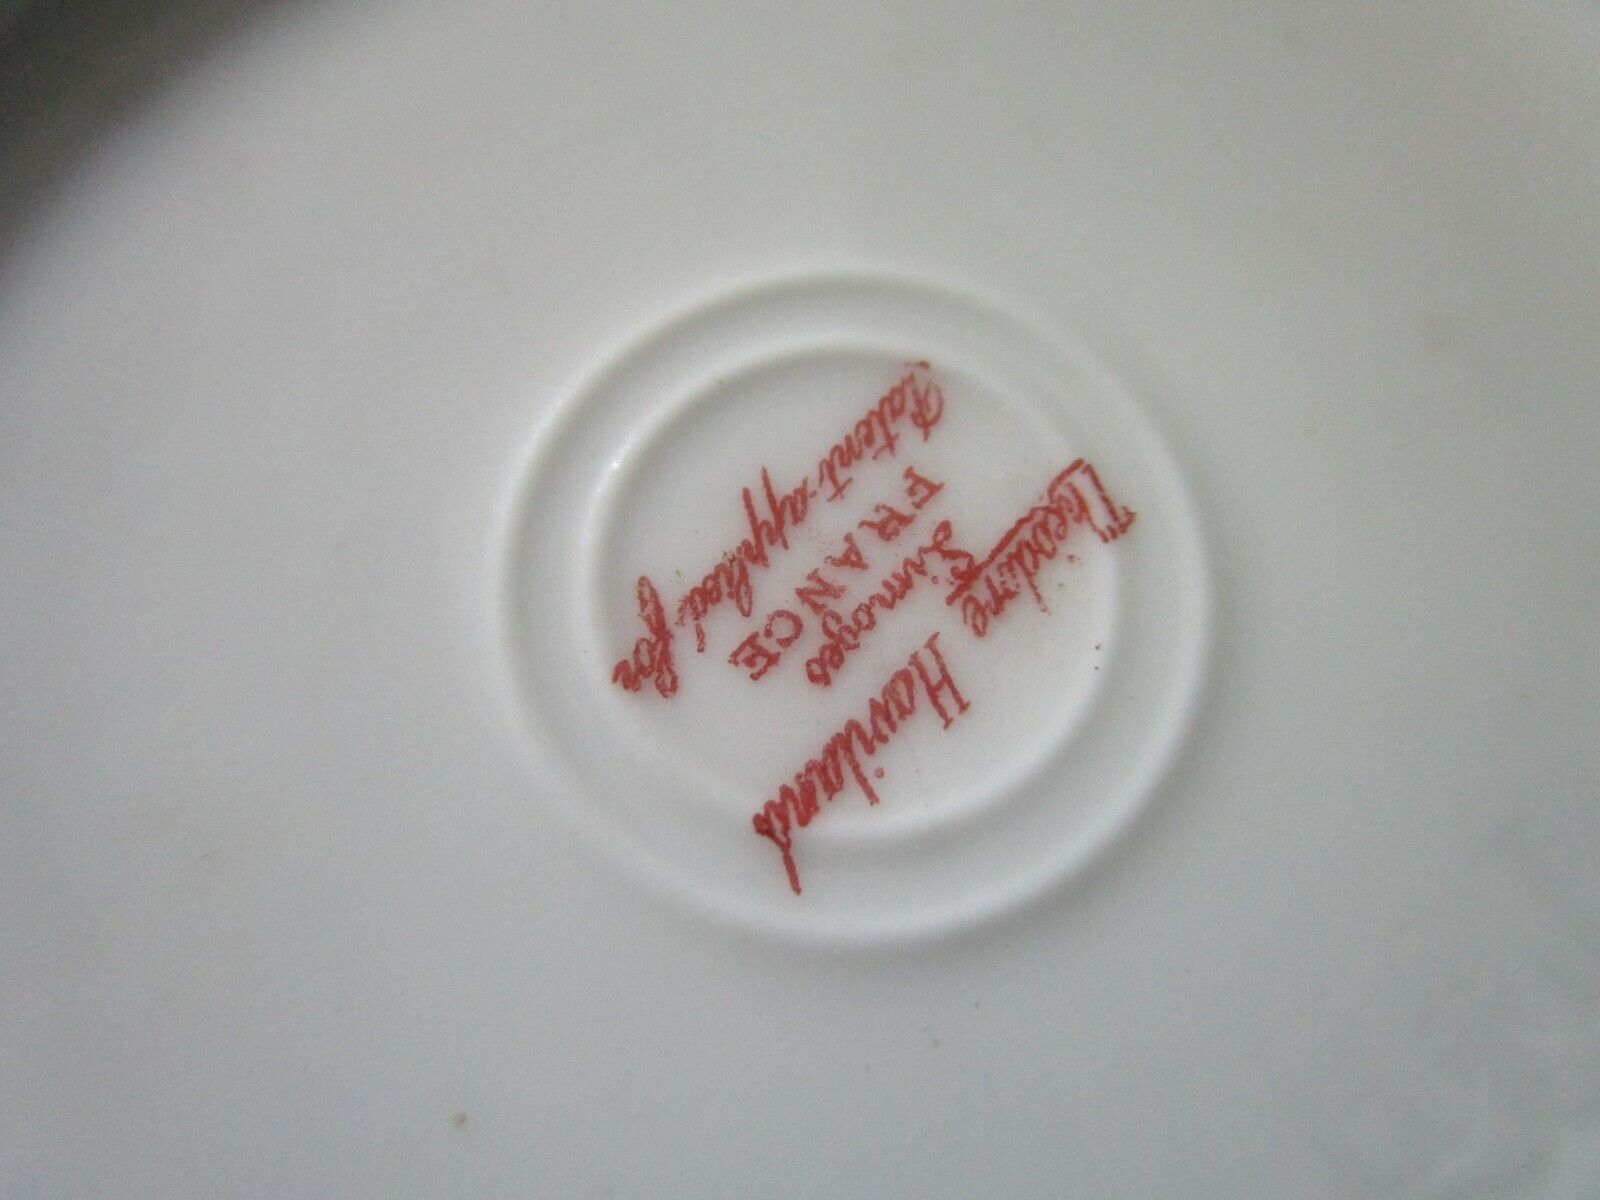 Theodore Haviland
Limoges
FRANCE
Patent applied for